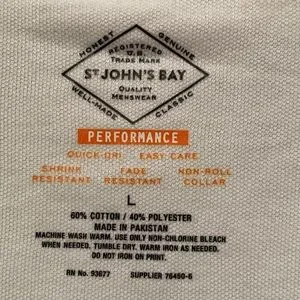 HONEST
GENUINE
REGISTERED
U.S.
TRADE MARK
ST JOHN'S BAY
QUALITY
MENSWEAR
WELL-MADE
CLASSIC
PERFORMANCE
QUICK-DRI EASY CARE
SHRINK FADE NON-ROLL
RESISTANT RESISTANT COLLAR
L
60% COTTON / 40% POLYESTER
MADE IN PAKISTAN
MACHINE WASH WARM. USE ONLY NON-CHLORINE BLEACH
WHEN NEEDED. TUMBLE DRY. WARM IRON AS NEEDED.
DO NOT IRON ON PRINT.
RN No. 93677 SUPPLIER 76490-6